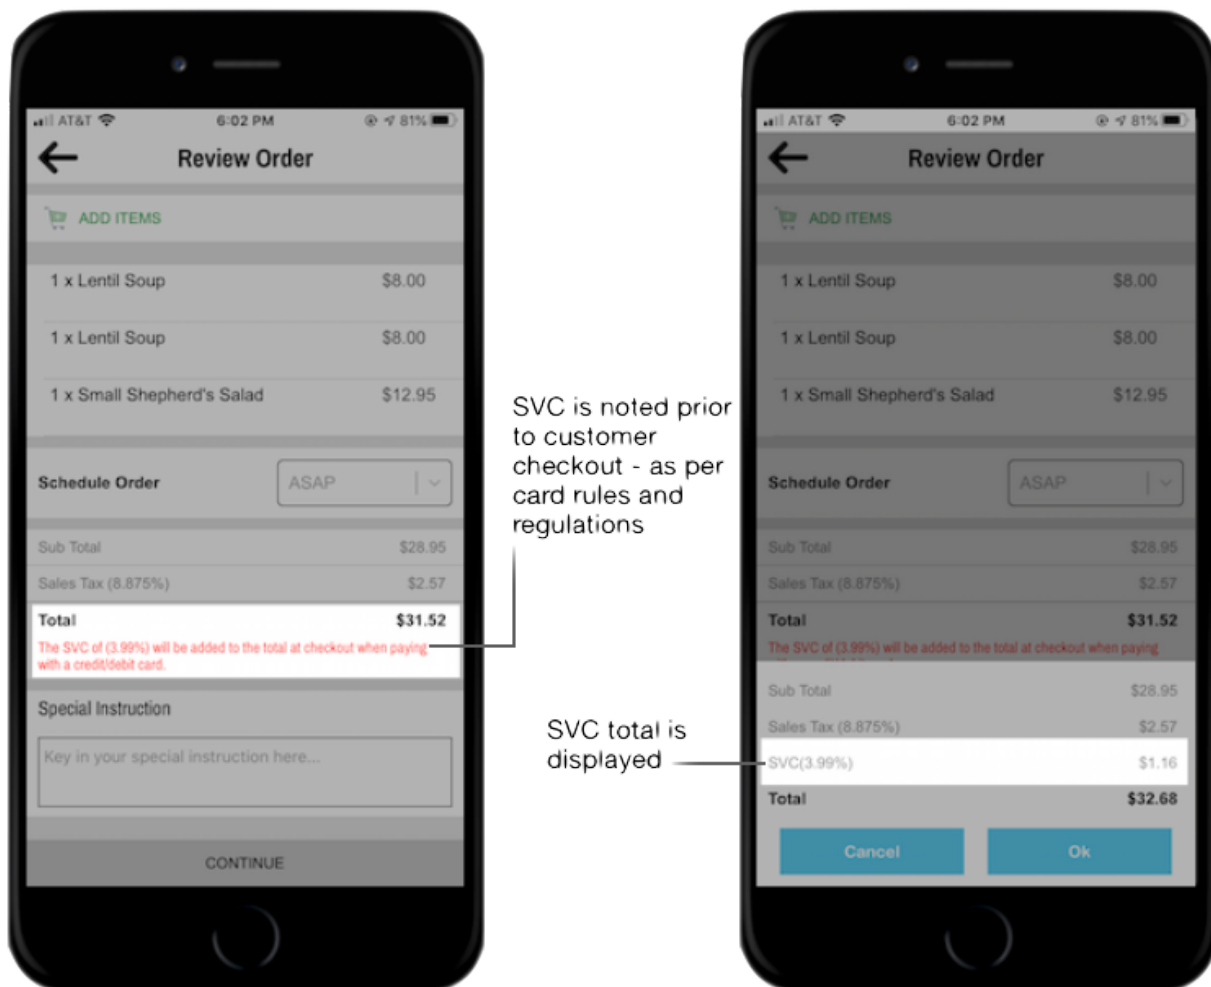 AT&T 6:02 PM 81%
Review Order
ADD ITEMS
1 x Lentil Soup $8.00
1 x Lentil Soup $8.00
1 x Small Shepherd's Salad $12.95
Schedule Order ASAP
Sub Total $28.95
Sales Tax (8.875%) $2.57
Total $31.52
The SVC of (3.99%) will be added to the total at checkout when paying
with a credit/debit card.
Special Instruction
Key in your special instruction here...
CONTINUE
SVC is noted prior
to customer
checkout - as per
card rules and
regulations
SVC total is
displayed
AT&T 6:02 PM 81%
Review Order
ADD ITEMS
1 x Lentil Soup $8.00
1 x Lentil Soup $8.00
1 x Small Shepherd's Salad $12.95
Schedule Order ASAP
Sub Total $28.95
Sales Tax (8.875%) $2.57
Total $31.52
The SVC of (3.99%) will be added to the total at checkout when paying
Sub Total $28.95
Sales Tax (8.875%) $2.57
SVC(3.99%) $1.16
Total $32.68
Cancel Ok